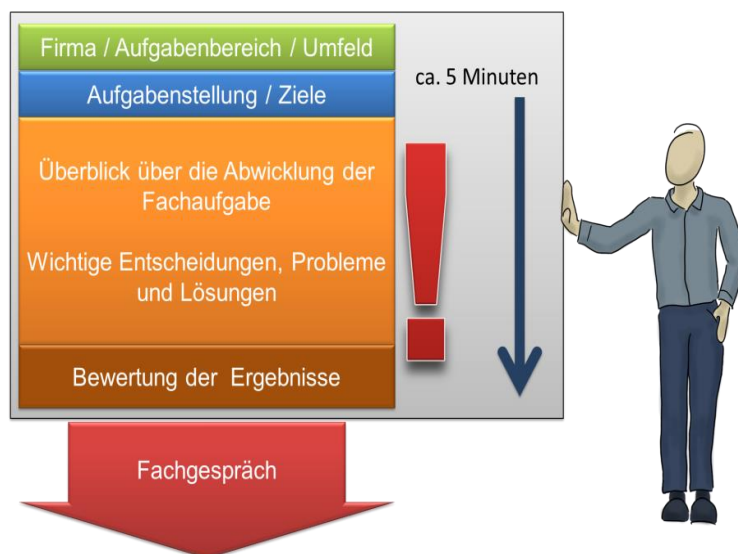 Firma / Aufgabenbereich / Umfeld
Aufgabenstellung / Ziele
ca. 5 Minuten
Überblick über die Abwicklung der
Fachaufgabe
Wichtige Entscheidungen, Probleme
und Lösungen
Bewertung der Ergebnisse
Fachgespräch